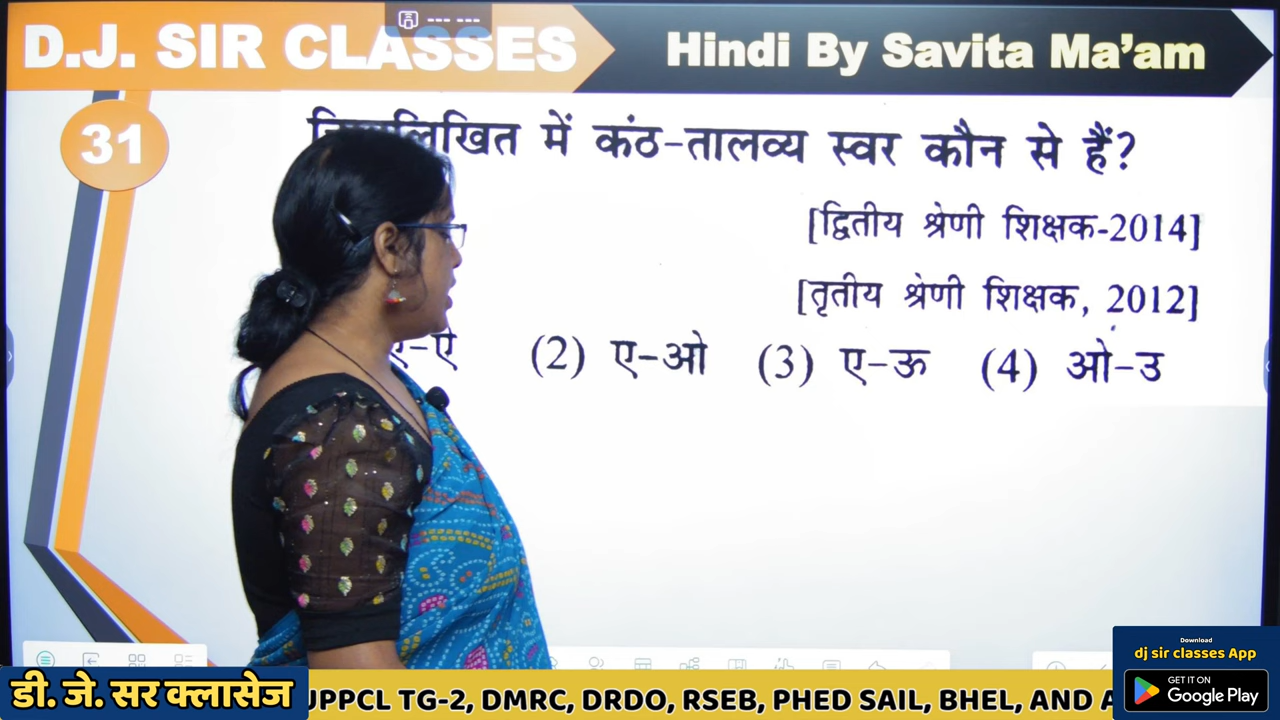 D.J. SIR CLASSES
Hindi By Savita Ma’am
31
में कंठ-तालव्य स्वर कौन से हैं?
[द्वितीय श्रेणी शिक्षक-2014]
[तृतीय श्रेणी शिक्षक, 2012]
(2) ए-ओ (3) ए-ऊ (4) ओ-उ
Download
dj sir classes App
GET IT ON
Google Play
डी. जे. सर क्लासेज
UPPCL TG-2, DMRC, DRDO, RSEB, PHED SAIL, BHEL, AND